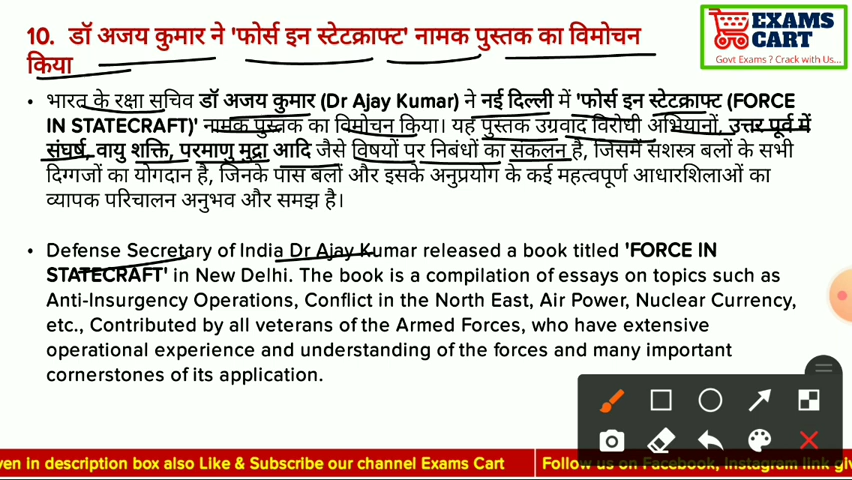 10. डॉ अजय कुमार ने 'फोर्स इन स्टेटक्राफ्ट' नामक पुस्तक का विमोचन
किया
EXAMS
CART
Govt Exams ? Crack with Us...
• भारत के रक्षा सचिव डॉ अजय कुमार (Dr Ajay Kumar) ने नई दिल्ली में 'फोर्स इन स्टेटक्राफ्ट (FORCE
IN STATECRAFT)' नामक पुस्तक का विमोचन किया। यह पुस्तक उग्रवाद विरोधी अभियानों, उत्तर पूर्व में
संघर्ष, वायु शक्ति, परमाणु मुद्रा आदि जैसे विषयों पर निबंधों का संकलन है, जिसमें सशस्त्र बलों के सभी
दिग्गजों का योगदान है, जिनके पास बलों और इसके अनुप्रयोग के कई महत्वपूर्ण आधारशिलाओं का
व्यापक परिचालन अनुभव और समझ है।
• Defense Secretary of India Dr Ajay Kumar released a book titled 'FORCE IN
STATECRAFT' in New Delhi. The book is a compilation of essays on topics such as
Anti-Insurgency Operations, Conflict in the North East, Air Power, Nuclear Currency,
etc., Contributed by all veterans of the Armed Forces, who have extensive
operational experience and understanding of the forces and many important
cornerstones of its application.
ven in description box also Like & Subscribe our channel Exams Cart Follow us on Facebook, Instagram link giv